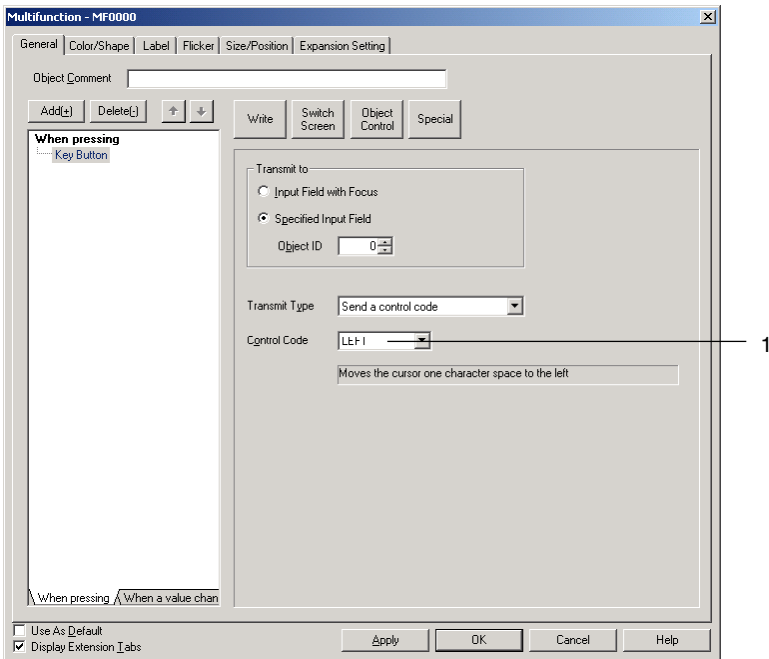 Multifunction - MF0000
General Color/Shape Label Flicker Size/Position Expansion Setting
Object Comment
Add(+) Delete(-)
Write
Switch Screen
Object Control
Special
When pressing
Key Button
Transmit to
Input Field with Focus
Specified Input Field
Object ID 0
Transmit Type Send a control code
Control Code LEFT
1
Moves the cursor one character space to the left
When pressing When a value chan
Use As Default
Display Extension Tabs
Apply OK Cancel Help